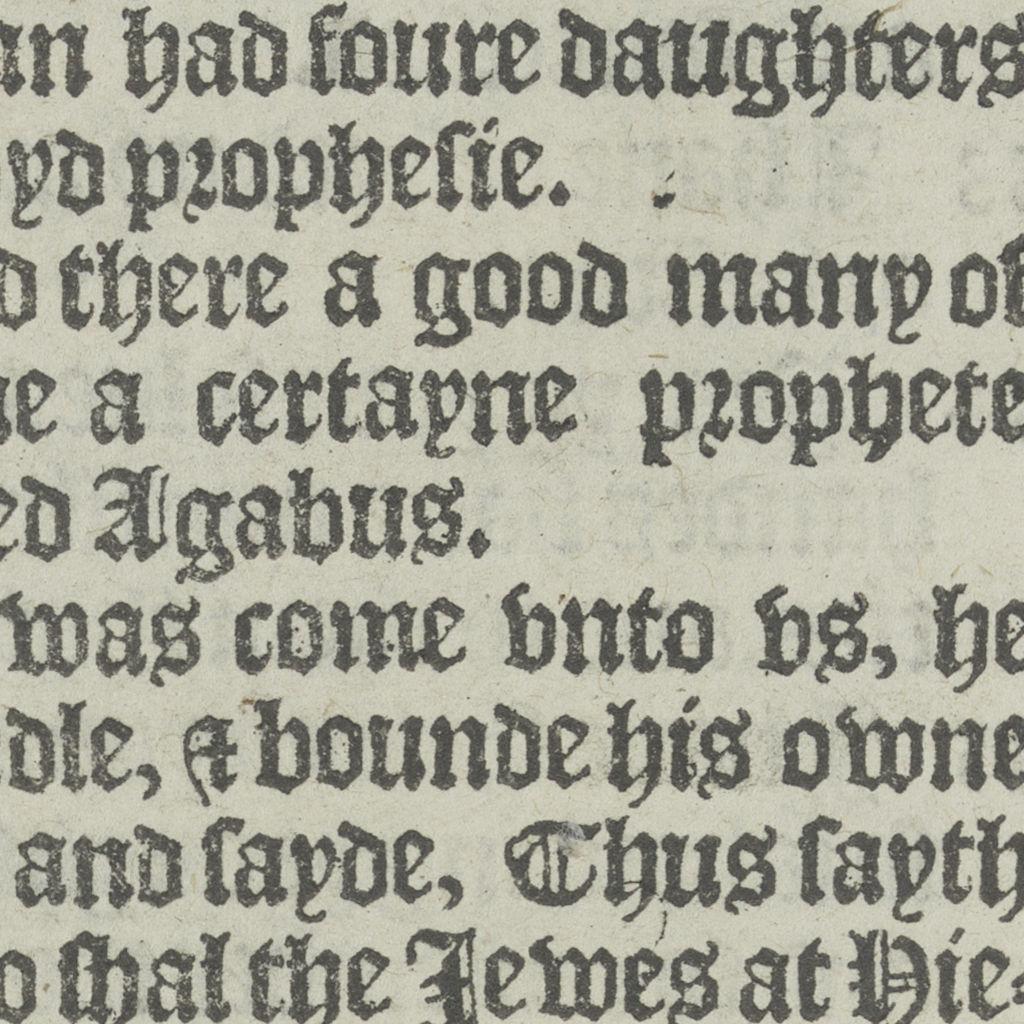 an had foure daughters
yd prophesie.
d there a good many of
ne a certayne prophete
ed Agabus.
was come vnto vs, he
dle, & bounde his owne
and sayde, Thus sayth
o shal the Jewes at Hie-